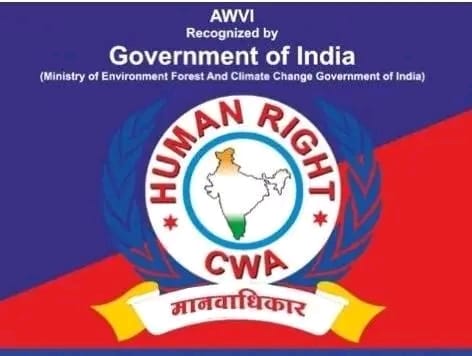 AWVI
Recognized by
Government of India
(Ministry of Environment Forest And Climate Change Government of India)
HUMAN RIGHT
CWA
मानवाधिकार